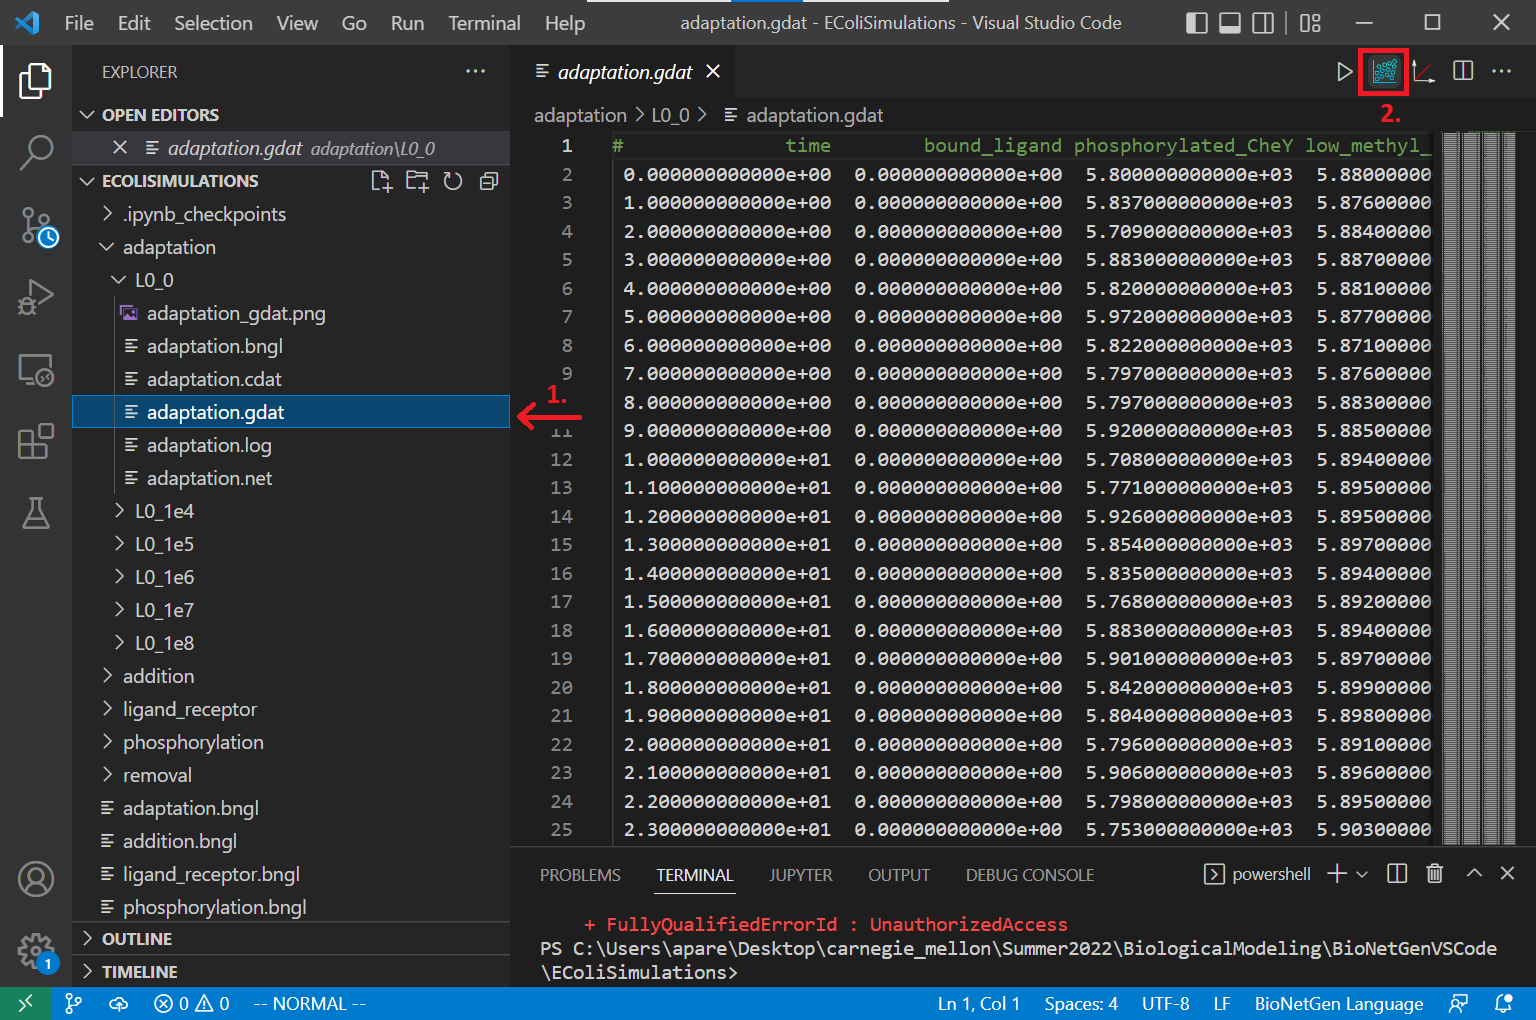 File Edit Selection View Go Run Terminal Help adaptation.gdat - EColiSimulations - Visual Studio Code
EXPLORER
OPEN EDITORS
adaptation.gdat adaptation\L0_0
ECOLISIMULATIONS
.ipynb_checkpoints
adaptation
L0_0
adaptation_gdat.png
adaptation.bngl
adaptation.cdat
adaptation.gdat
adaptation.log
adaptation.net
L0_1e4
L0_1e5
L0_1e6
L0_1e7
L0_1e8
addition
ligand_receptor
phosphorylation
removal
adaptation.bngl
addition.bngl
ligand_receptor.bngl
phosphorylation.bngl
OUTLINE
TIMELINE
1
1.
adaptation.gdat
2.
adaptation > L0_0 > adaptation.gdat
1 # time bound_ligand phosphorylated_CheY low_methyl_
2 0.000000000000e+00 0.000000000000e+00 5.800000000000e+03 5.88000000
3 1.000000000000e+00 0.000000000000e+00 5.837000000000e+03 5.87600000
4 2.000000000000e+00 0.000000000000e+00 5.709000000000e+03 5.88400000
5 3.000000000000e+00 0.000000000000e+00 5.883000000000e+03 5.88700000
6 4.000000000000e+00 0.000000000000e+00 5.820000000000e+03 5.88100000
7 5.000000000000e+00 0.000000000000e+00 5.972000000000e+03 5.87700000
8 6.000000000000e+00 0.000000000000e+00 5.822000000000e+03 5.87100000
9 7.000000000000e+00 0.000000000000e+00 5.797000000000e+03 5.87600000
8.000000000000e+00 0.000000000000e+00 5.797000000000e+03 5.88300000
11 9.000000000000e+00 0.000000000000e+00 5.920000000000e+03 5.88500000
12 1.000000000000e+01 0.000000000000e+00 5.708000000000e+03 5.89400000
13 1.100000000000e+01 0.000000000000e+00 5.771000000000e+03 5.89500000
14 1.200000000000e+01 0.000000000000e+00 5.926000000000e+03 5.89500000
15 1.300000000000e+01 0.000000000000e+00 5.854000000000e+03 5.89700000
16 1.400000000000e+01 0.000000000000e+00 5.835000000000e+03 5.89400000
17 1.500000000000e+01 0.000000000000e+00 5.768000000000e+03 5.89200000
18 1.600000000000e+01 0.000000000000e+00 5.883000000000e+03 5.89400000
19 1.700000000000e+01 0.000000000000e+00 5.901000000000e+03 5.89700000
20 1.800000000000e+01 0.000000000000e+00 5.842000000000e+03 5.89900000
21 1.900000000000e+01 0.000000000000e+00 5.804000000000e+03 5.89800000
22 2.000000000000e+01 0.000000000000e+00 5.796000000000e+03 5.89100000
23 2.100000000000e+01 0.000000000000e+00 5.906000000000e+03 5.89600000
24 2.200000000000e+01 0.000000000000e+00 5.798000000000e+03 5.89500000
25 2.300000000000e+01 0.000000000000e+00 5.753000000000e+03 5.90300000
PROBLEMS TERMINAL JUPYTER OUTPUT DEBUG CONSOLE powershell
+ FullyQualifiedErrorId : UnauthorizedAccess
PS C:\Users\apare\Desktop\carnegie_mellon\Summer2022\BiologicalModeling\BioNetGenVSCode
\EColiSimulations>
0 0 -- NORMAL -- Ln 1, Col 1 Spaces: 4 UTF-8 LF BioNetGen Language